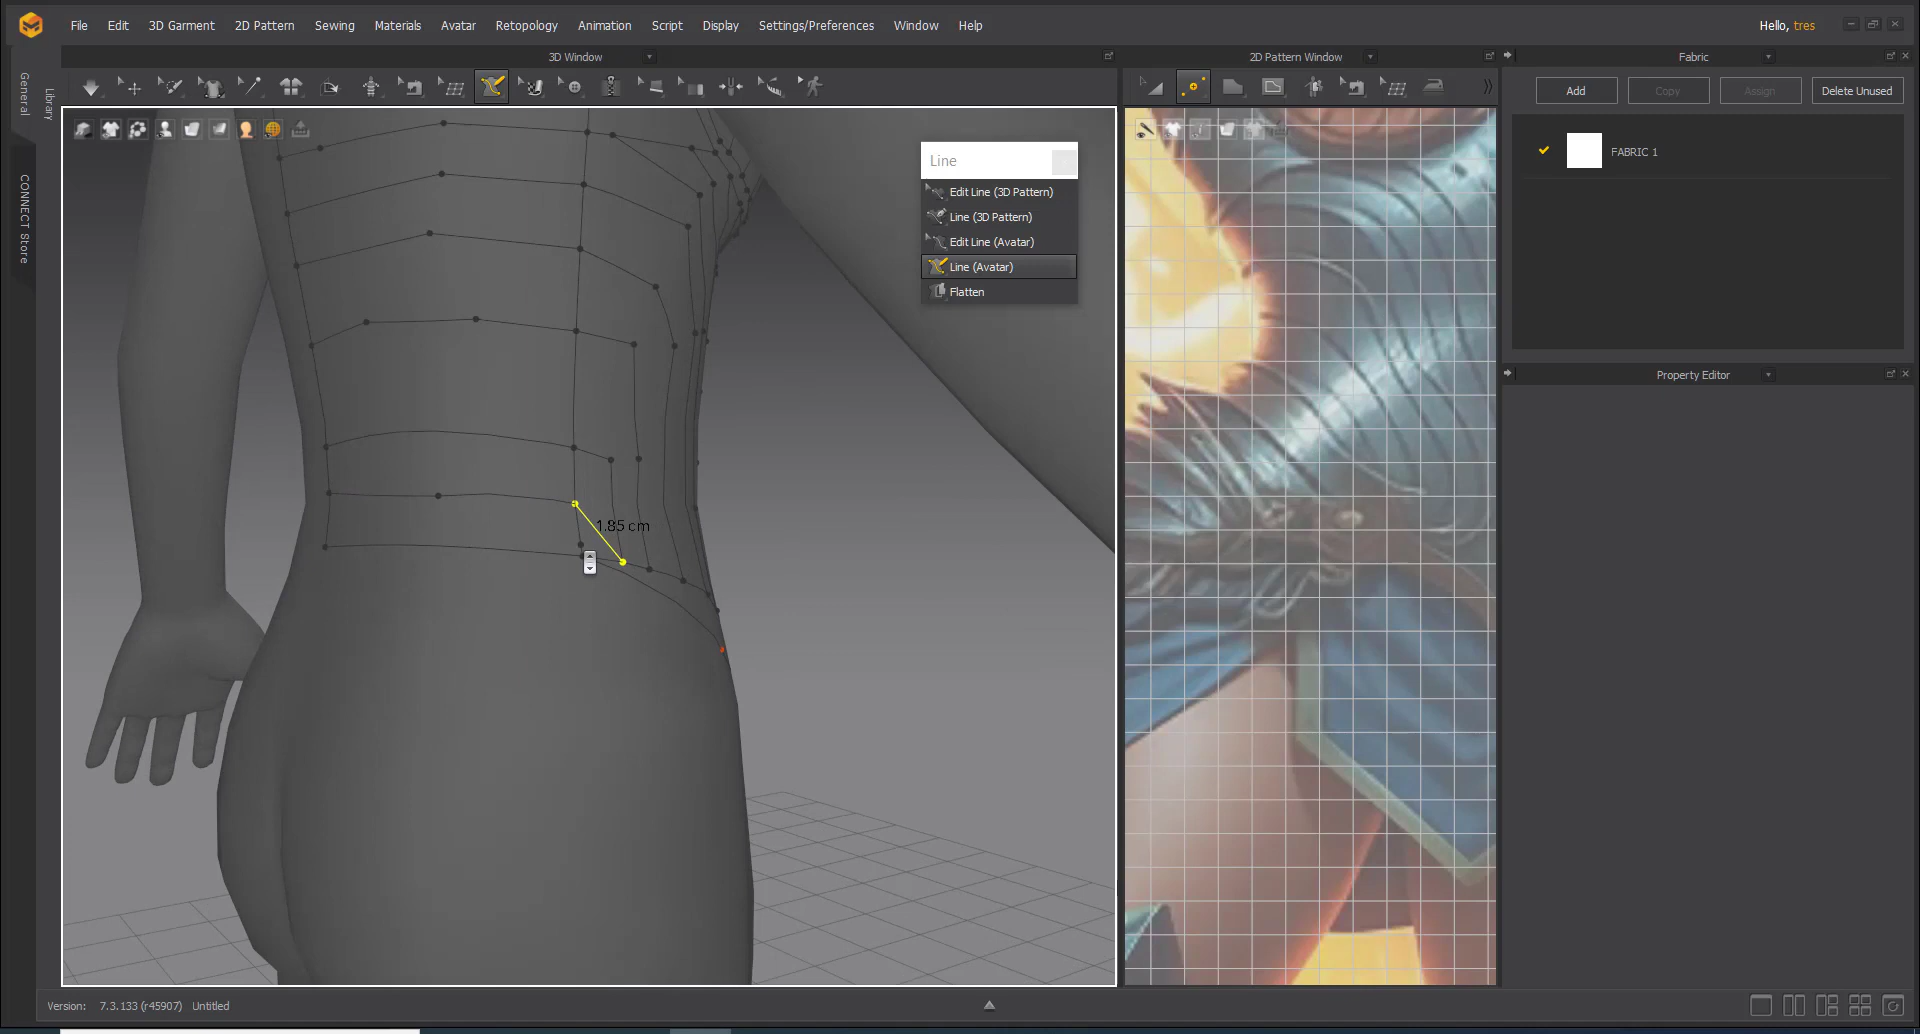 File Edit 3D Garment 2D Pattern Sewing Materials Avatar Retopology Animation Script Display Settings/Preferences Window Help
Hello, tres
3D Window
2D Pattern Window
Fabric
General
Library
CONNECT Store
Add Copy Assign Delete Unused
FABRIC 1
Line
Edit Line (3D Pattern)
Line (3D Pattern)
Edit Line (Avatar)
Line (Avatar)
Flatten
Property Editor
1.85 cm
Version: 7.3.133 (r45907) Untitled